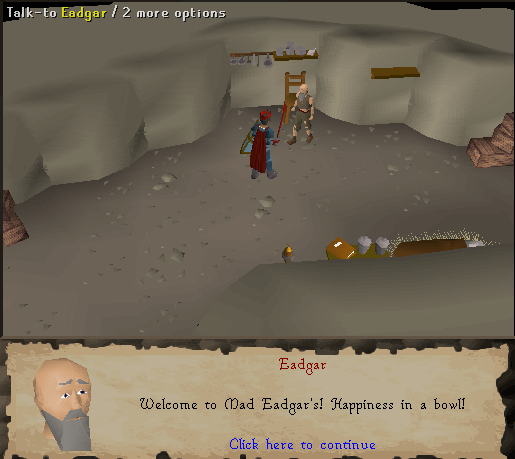 Talk-to Eadgar / 2 more options
Eadgar
Welcome to Mad Eadgar's! Happiness in a bowl!
Click here to continue